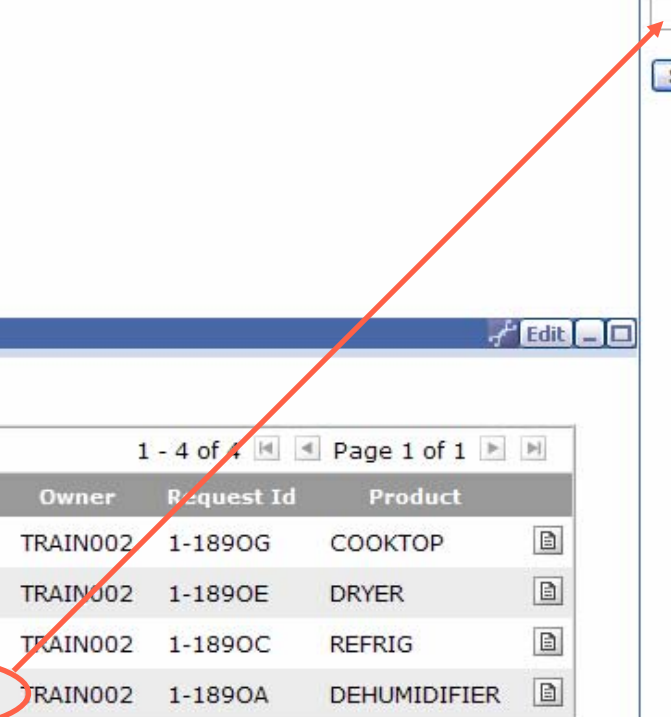 Edit
1 - 4 of 4 Page 1 of 1
Owner Request Id Product
TRAIN002 1-189OG COOKTOP
TRAIN002 1-189OE DRYER
TRAIN002 1-189OC REFRIG
TRAIN002 1-189OA DEHUMIDIFIER